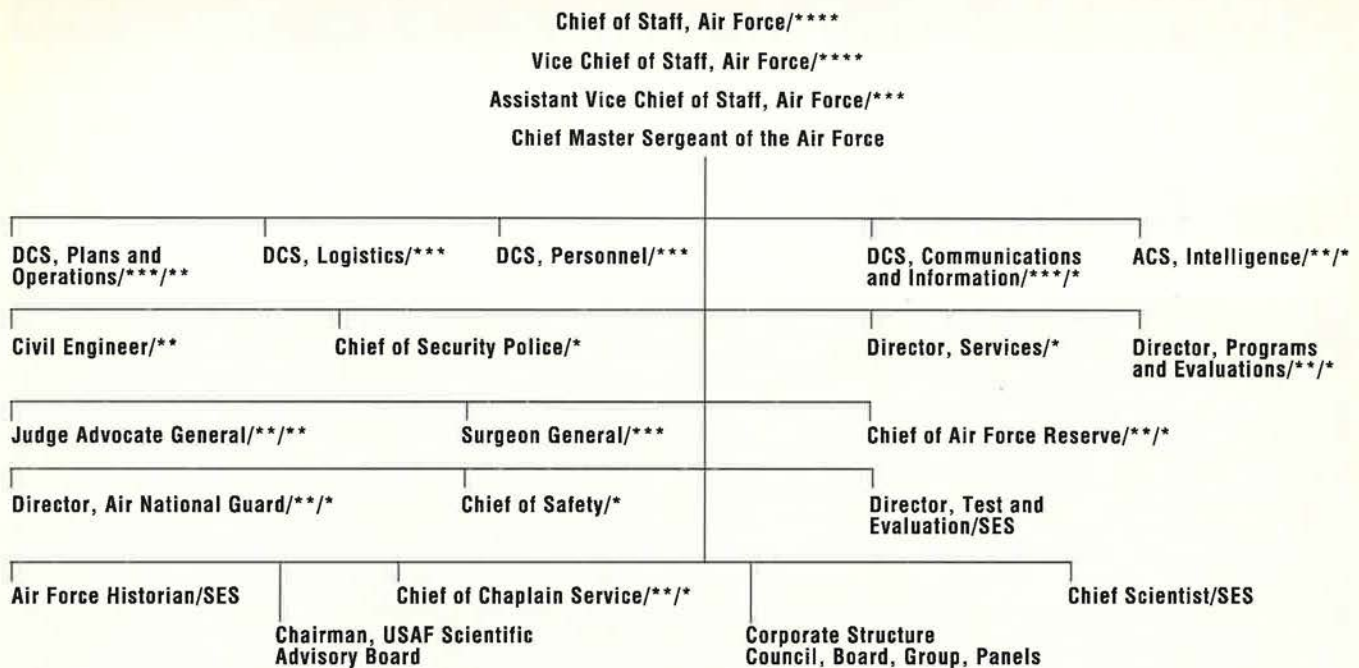 Chief of Staff, Air Force/****
Vice Chief of Staff, Air Force/****
Assistant Vice Chief of Staff, Air Force/***
Chief Master Sergeant of the Air Force
DCS, Plans and
Operations/***/**
DCS, Logistics/***
DCS, Personnel/***
DCS, Communications
and Information/***/*
ACS, Intelligence/**/*
Civil Engineer/**
Chief of Security Police/*
Director, Services/*
Director, Programs
and Evaluations/**/*
Judge Advocate General/**/**
Surgeon General/***
Chief of Air Force Reserve/**/*
Director, Air National Guard/**/*
Chief of Safety/*
Director, Test and
Evaluation/SES
Air Force Historian/SES
Chairman, USAF Scientific
Advisory Board
Chief of Chaplain Service/**/*
Corporate Structure
Council, Board, Group, Panels
Chief Scientist/SES